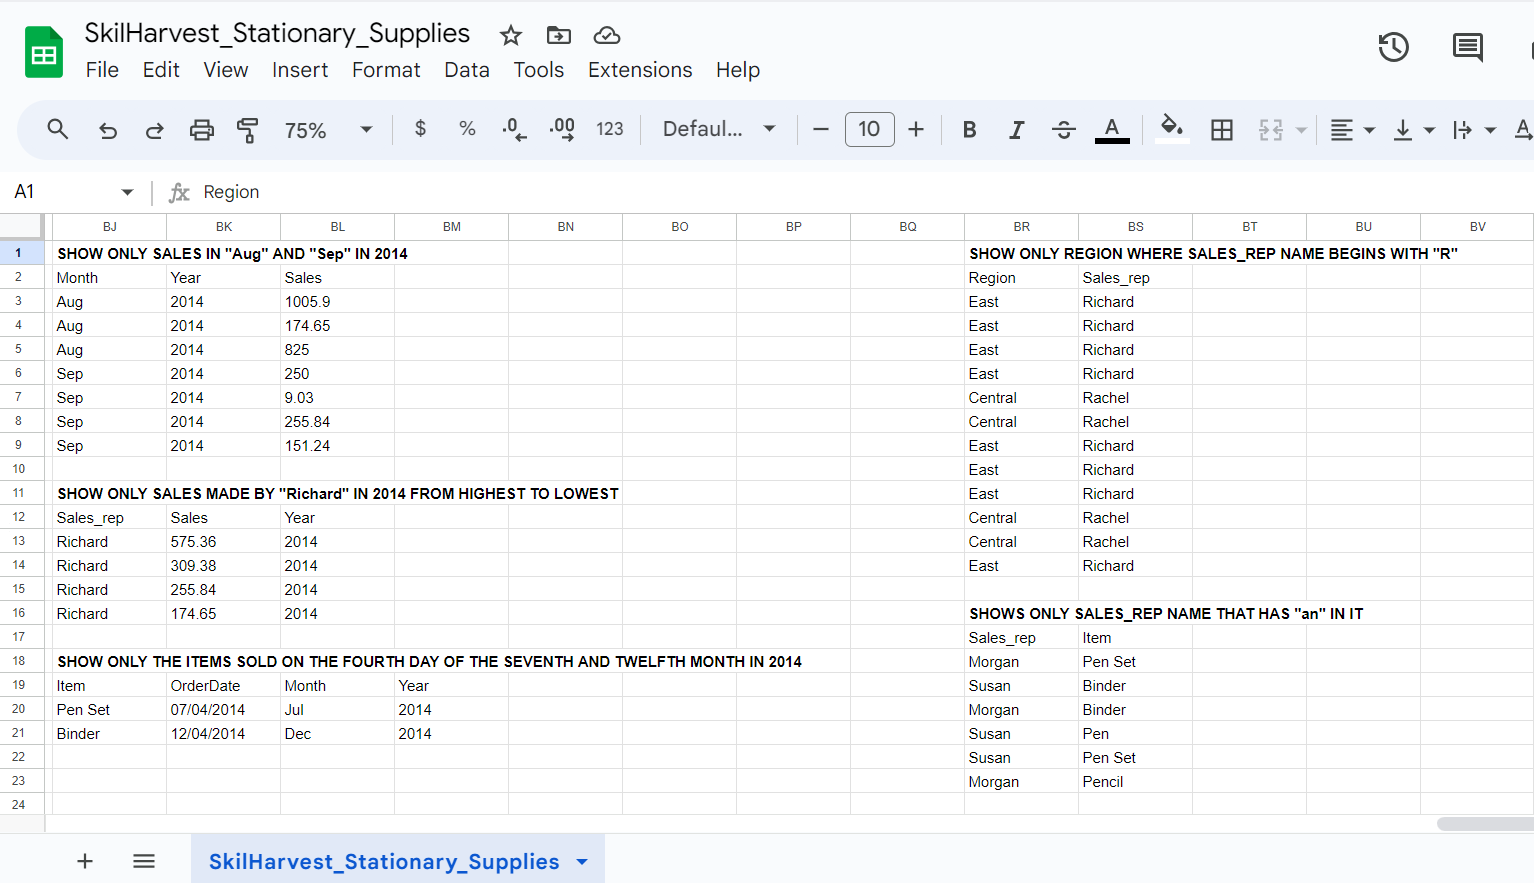 SkilHarvest_Stationary_Supplies
File Edit View Insert Format Data Tools Extensions Help
75% $ % .0 .00 123 Defaul... 10 B I A A
A1 fx Region
BJ BK BL BM BN BO BP BQ BR BS BT BU BV
1 SHOW ONLY SALES IN "Aug" AND "Sep" IN 2014 SHOW ONLY REGION WHERE SALES_REP NAME BEGINS WITH "R"
2 Month Year Sales Region Sales_rep
3 Aug 2014 1005.9 East Richard
4 Aug 2014 174.65 East Richard
5 Aug 2014 825 East Richard
6 Sep 2014 250 East Richard
7 Sep 2014 9.03 Central Rachel
8 Sep 2014 255.84 Central Rachel
9 Sep 2014 151.24 East Richard
10 East Richard
11 SHOW ONLY SALES MADE BY "Richard" IN 2014 FROM HIGHEST TO LOWEST East Richard
12 Sales_rep Sales Year Central Rachel
13 Richard 575.36 2014 Central Rachel
14 Richard 309.38 2014 East Richard
15 Richard 255.84 2014
16 Richard 174.65 2014 SHOWS ONLY SALES_REP NAME THAT HAS "an" IN IT
17 Sales_rep Item
18 SHOW ONLY THE ITEMS SOLD ON THE FOURTH DAY OF THE SEVENTH AND TWELFTH MONTH IN 2014 Morgan Pen Set
19 Item OrderDate Month Year Susan Binder
20 Pen Set 07/04/2014 Jul 2014 Morgan Binder
21 Binder 12/04/2014 Dec 2014 Susan Pen
22 Susan Pen Set
23 Morgan Pencil
24
SkilHarvest_Stationary_Supplies